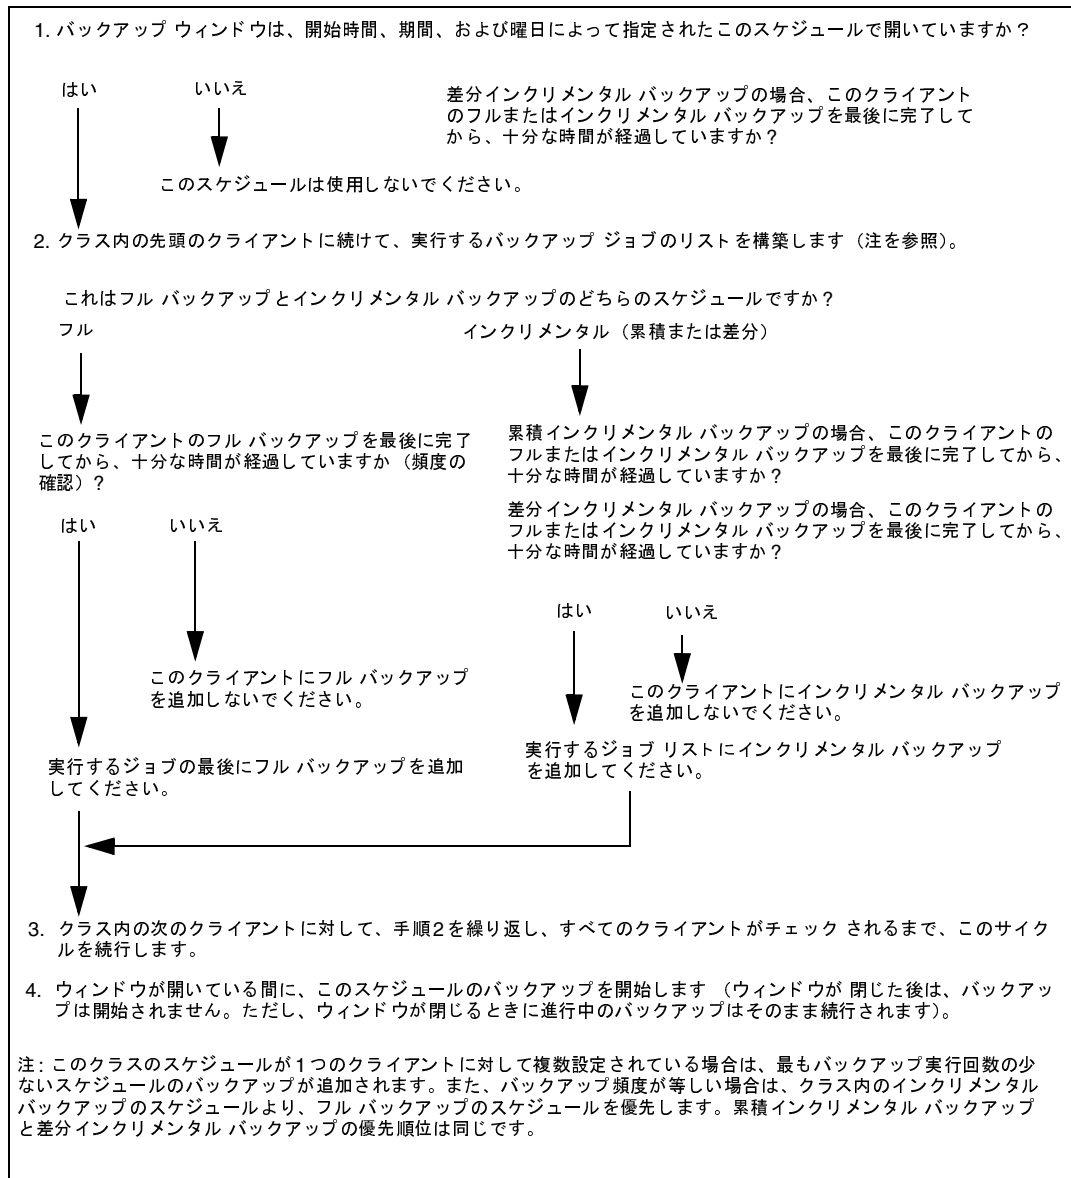 1. バックアップ ウィンドウは、開始時間、期間、および曜日によって指定されたこのスケジュールで開いていますか？
はい
いいえ
差分インクリメンタル バックアップの場合、このクライアント
のフルまたはインクリメンタル バックアップを最後に完了して
から、十分な時間が経過していますか？
このスケジュールは使用しないでください。
2. クラス内の先頭のクライアントに続けて、実行するバックアップ ジョブのリストを構築します（注を参照）。
これはフル バックアップとインクリメンタル バックアップのどちらのスケジュールですか？
フル
インクリメンタル（累積または差分）
このクライアントのフル バックアップを最後に完了
してから、十分な時間が経過していますか（頻度の
確認）？
累積インクリメンタル バックアップの場合、このクライアントの
フルまたはインクリメンタル バックアップを最後に完了してから、
十分な時間が経過していますか？
差分インクリメンタル バックアップの場合、このクライアントの
フルまたはインクリメンタル バックアップを最後に完了してから、
十分な時間が経過していますか？
はい
いいえ
はい
いいえ
このクライアントにフル バックアップ
を追加しないでください。
このクライアントにインクリメンタル バックアップ
を追加しないでください。
実行するジョブの最後にフル バックアップを追加
してください。
実行するジョブ リストにインクリメンタル バックアップ
を追加してください。
3. クラス内の次のクライアントに対して、手順2を繰り返し、すべてのクライアントがチェック されるまで、このサイク
ルを続行します。
4. ウィンドウが開いている間に、このスケジュールのバックアップを開始します （ウィンドウが 閉じた後は、バックアッ
プは開始されません。ただし、ウィンドウが閉じるときに進行中のバックアップはそのまま続行されます）。
注: このクラスのスケジュールが１つのクライアントに対して複数設定されている場合は、最もバックアップ実行回数の少
ないスケジュールのバックアップが追加されます。また、バックアップ頻度が等しい場合は、クラス内のインクリメンタル
バックアップのスケジュールより、フル バックアップのスケジュールを優先します。累積インクリメンタル バックアップ
と差分インクリメンタル バックアップの優先順位は同じです。